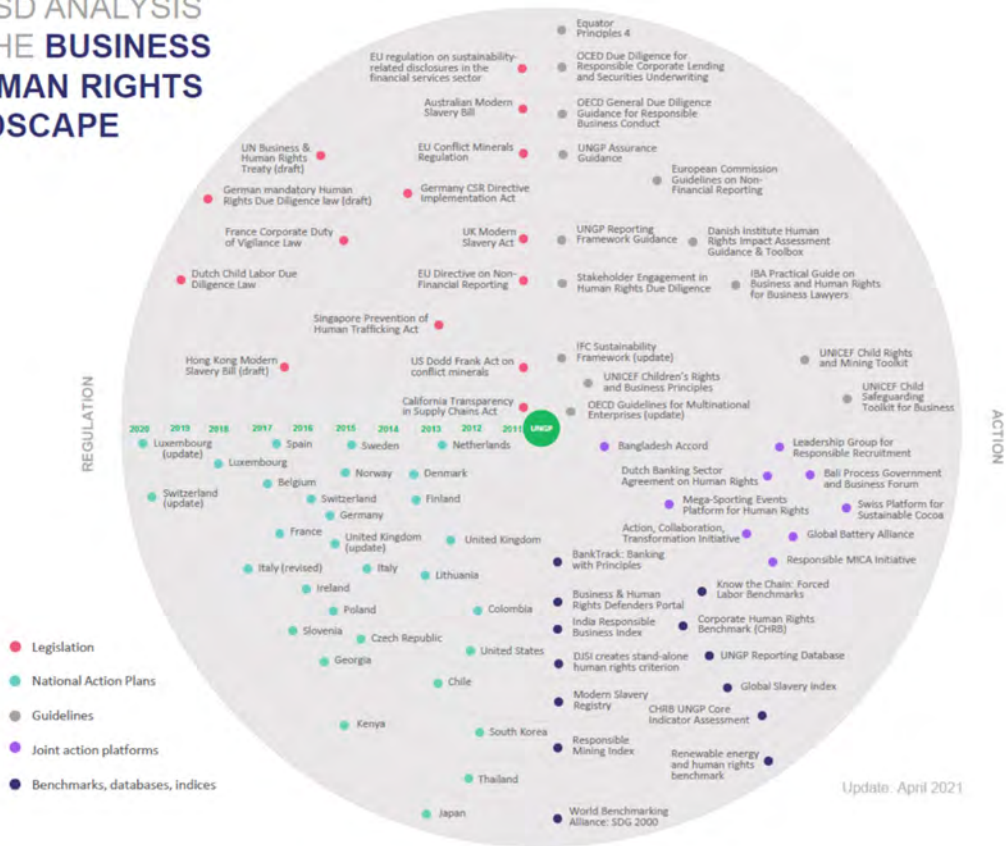 SD ANALYSIS
HE BUSINESS
MAN RIGHTS
DSCAPE
Equator
Principles 4
EU regulation on sustainability-
related disclosures in the
financial services sector
OCED Due Diligence for
Responsible Corporate Lending
and Securities Underwriting
Australian Modern
Slavery Bill
OECD General Due Diligence
Guidance for Responsible
Business Conduct
UN Business &
Human Rights
Treaty (draft)
EU Conflict Minerals
Regulation
UNGP Assurance
Guidance
European Commission
Guidelines on Non-
Financial Reporting
German mandatory Human
Rights Due Diligence law (draft)
Germany CSR Directive
Implementation Act
France Corporate Duty
of Vigilance Law
UK Modern
Slavery Act
UNGP Reporting
Framework Guidance
Danish Institute Human
Rights Impact Assessment
Guidance & Toolbox
Dutch Child Labor Due
Diligence Law
EU Directive on Non-
Financial Reporting
Stakeholder Engagement in
Human Rights Due Diligence
IBA Practical Guide on
Business and Human Rights
for Business Lawyers
Singapore Prevention of
Human Trafficking Act
Hong Kong Modern
Slavery Bill (draft)
US Dodd Frank Act on
conflict minerals
IFC Sustainability
Framework (update)
UNICEF Child Rights
and Mining Toolkit
UNICEF Children's Rights
and Business Principles
UNICEF Child
Safeguarding
Toolkit for Business
California Transparency
in Supply Chains Act
OECD Guidelines for Multinational
Enterprises (update)
REGULATION
ACTION
2020 2019 2018 2017 2016 2015 2014 2013 2012 2011 UNGP
Luxembourg
(update)
Spain
Sweden
Netherlands
Bangladesh Accord
Leadership Group for
Responsible Recruitment
Luxembourg
Belgium
Norway
Denmark
Dutch Banking Sector
Agreement on Human Rights
Bali Process Government
and Business Forum
Switzerland
(update)
Switzerland
Finland
Mega-Sporting Events
Platform for Human Rights
Swiss Platform for
Sustainable Cocoa
Germany
France
United Kingdom
(update)
United Kingdom
Action, Collaboration,
Transformation Initiative
Global Battery Alliance
BankTrack: Banking
with Principles
Responsible MICA Initiative
Italy (revised)
Italy
Lithuania
Ireland
Know the Chain: Forced
Labor Benchmarks
Poland
Colombia
Business & Human
Rights Defenders Portal
Slovenia
Czech Republic
India Responsible
Business Index
Corporate Human Rights
Benchmark (CHRB)
Georgia
United States
DJSI creates stand-alone
human rights criterion
UNGP Reporting Database
Chile
Global Slavery Index
Modern Slavery
Registry
CHRB UNGP Core
Indicator Assessment
Kenya
South Korea
Responsible
Mining Index
Renewable energy
and human rights
benchmark
Thailand
Japan
World Benchmarking
Alliance: SDG 2000
Legislation
National Action Plans
Guidelines
Joint action platforms
Benchmarks, databases, indices
Update: April 2021